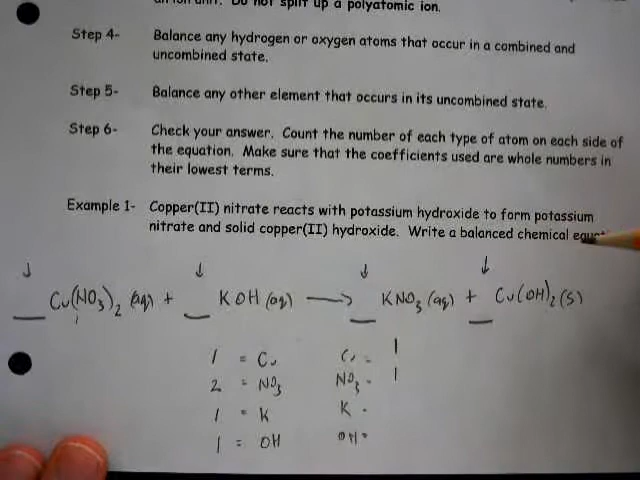 an ion unit. Do not split up a polyatomic ion.
Step 4- Balance any hydrogen or oxygen atoms that occur in a combined and
uncombined state.
Step 5- Balance any other element that occurs in its uncombined state.
Step 6- Check your answer. Count the number of each type of atom on each side of
the equation. Make sure that the coefficients used are whole numbers in
their lowest terms.
Example 1- Copper(II) nitrate reacts with potassium hydroxide to form potassium
nitrate and solid copper(II) hydroxide. Write a balanced chemical
↓ ↓ ↓ ↓
__ Cu(NO₃)₂ (aq) + __ KOH (aq) ⟶ __ KNO₃ (aq) + __ Cu(OH)₂ (s)
1 = Cu Cu = 1
2 = NO₃ NO₃ = 1
1 = K K =
1 = OH OH =